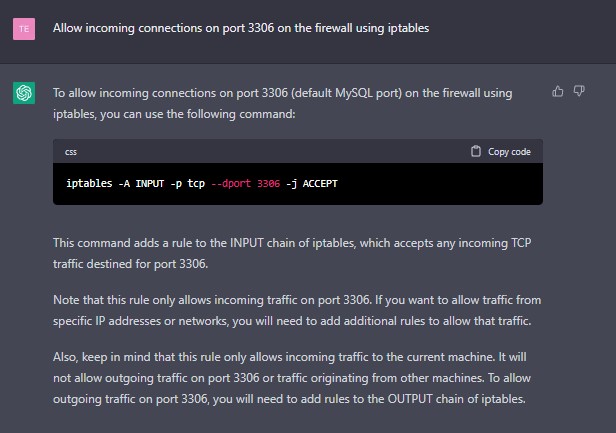 TE
Allow incoming connections on port 3306 on the firewall using iptables
To allow incoming connections on port 3306 (default MySQL port) on the firewall using
iptables, you can use the following command:
css
Copy code
iptables -A INPUT -p tcp --dport 3306 -j ACCEPT
This command adds a rule to the INPUT chain of iptables, which accepts any incoming TCP
traffic destined for port 3306.
Note that this rule only allows incoming traffic on port 3306. If you want to allow traffic from
specific IP addresses or networks, you will need to add additional rules to allow that traffic.
Also, keep in mind that this rule only allows incoming traffic to the current machine. It will
not allow outgoing traffic on port 3306 or traffic originating from other machines. To allow
outgoing traffic on port 3306, you will need to add rules to the OUTPUT chain of iptables.